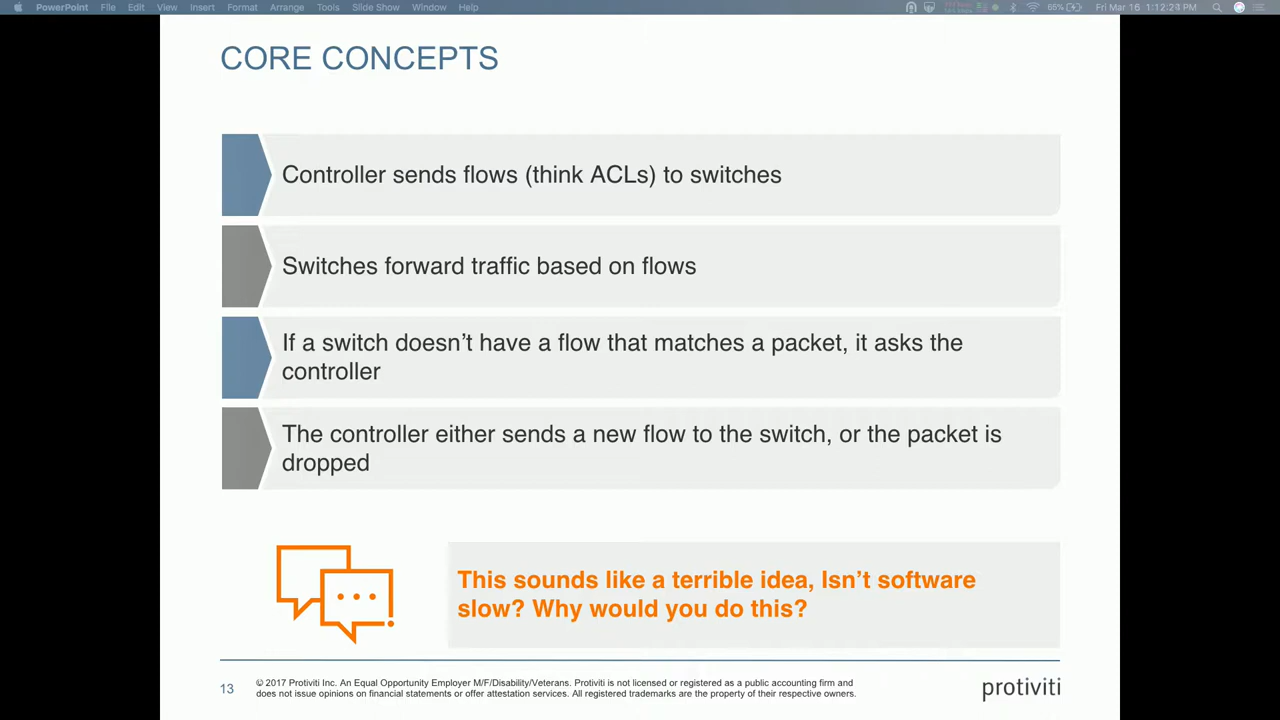 PowerPoint File Edit View Insert Format Arrange Tools Slide Show Window Help 65% Fri Mar 16
CORE CONCEPTS
Controller sends flows (think ACLs) to switches
Switches forward traffic based on flows
If a switch doesn't have a flow that matches a packet, it asks the
controller
The controller either sends a new flow to the switch, or the packet is
dropped
This sounds like a terrible idea, Isn't software
slow? Why would you do this?
13
© 2017 Protiviti Inc. An Equal Opportunity Employer M/F/Disability/Veterans. Protiviti is not licensed or registered as a public accounting firm and
does not issue opinions on financial statements or offer attestation services. All registered trademarks are the property of their respective owners.
protiviti